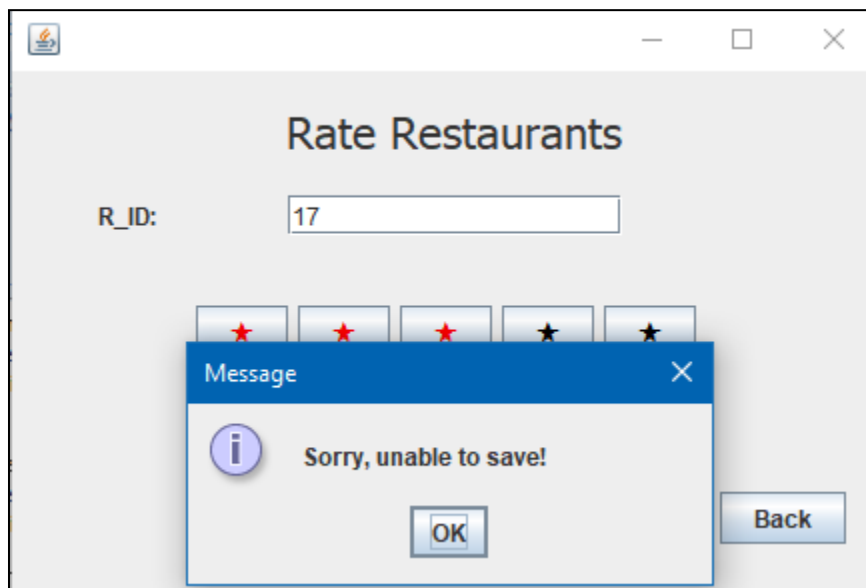 Rate Restaurants
R_ID:
17
★ ★ ★ ★ ★
Message
Sorry, unable to save!
OK
Back